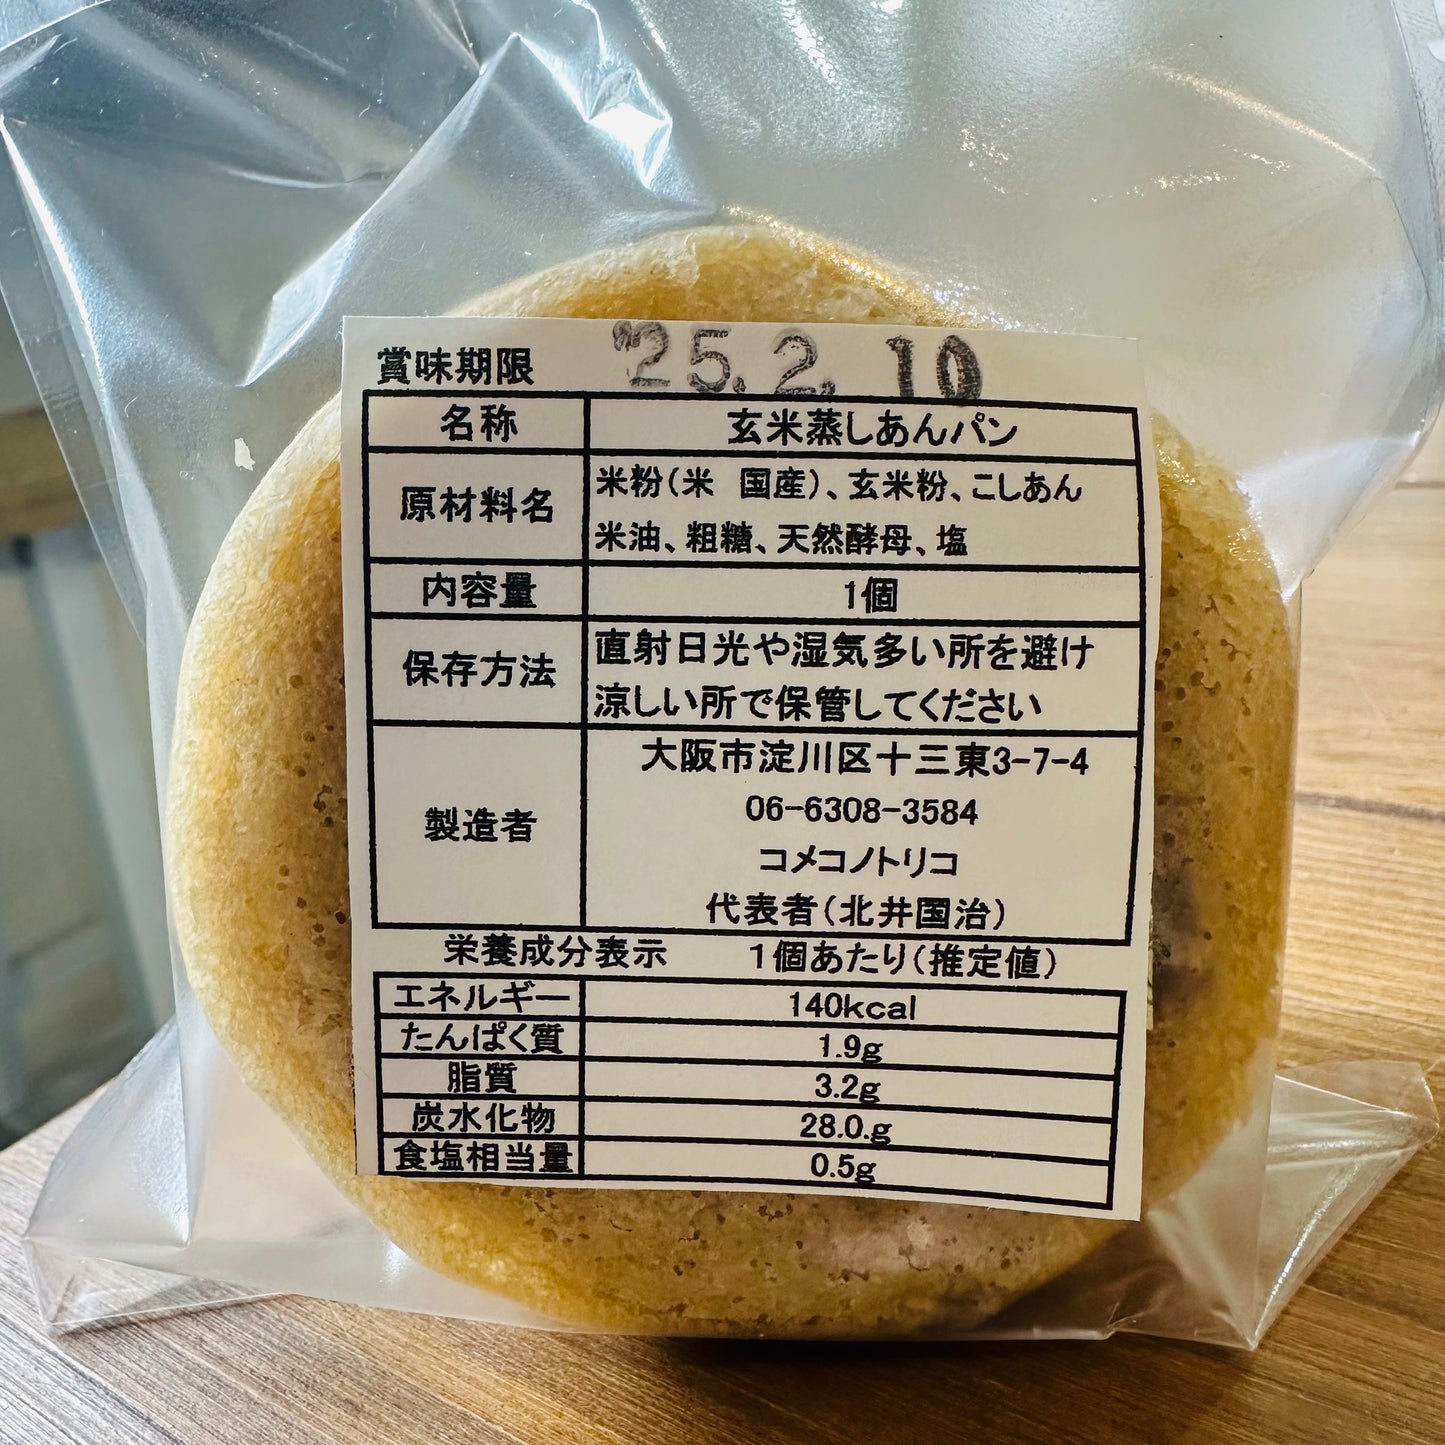 賞味期限 '25.2.10
名称 玄米蒸しあんパン
原材料名 米粉(米 国産)、玄米粉、こしあん
米油、粗糖、天然酵母、塩
内容量 1個
保存方法 直射日光や湿気多い所を避け
涼しい所で保管してください
製造者 大阪市淀川区十三東3-7-4
06-6308-3584
コメコノトリコ
代表者(北井国治)
栄養成分表示 1個あたり(推定値)
エネルギー 140kcal
たんぱく質 1.9g
脂質 3.2g
炭水化物 28.0.g
食塩相当量 0.5g